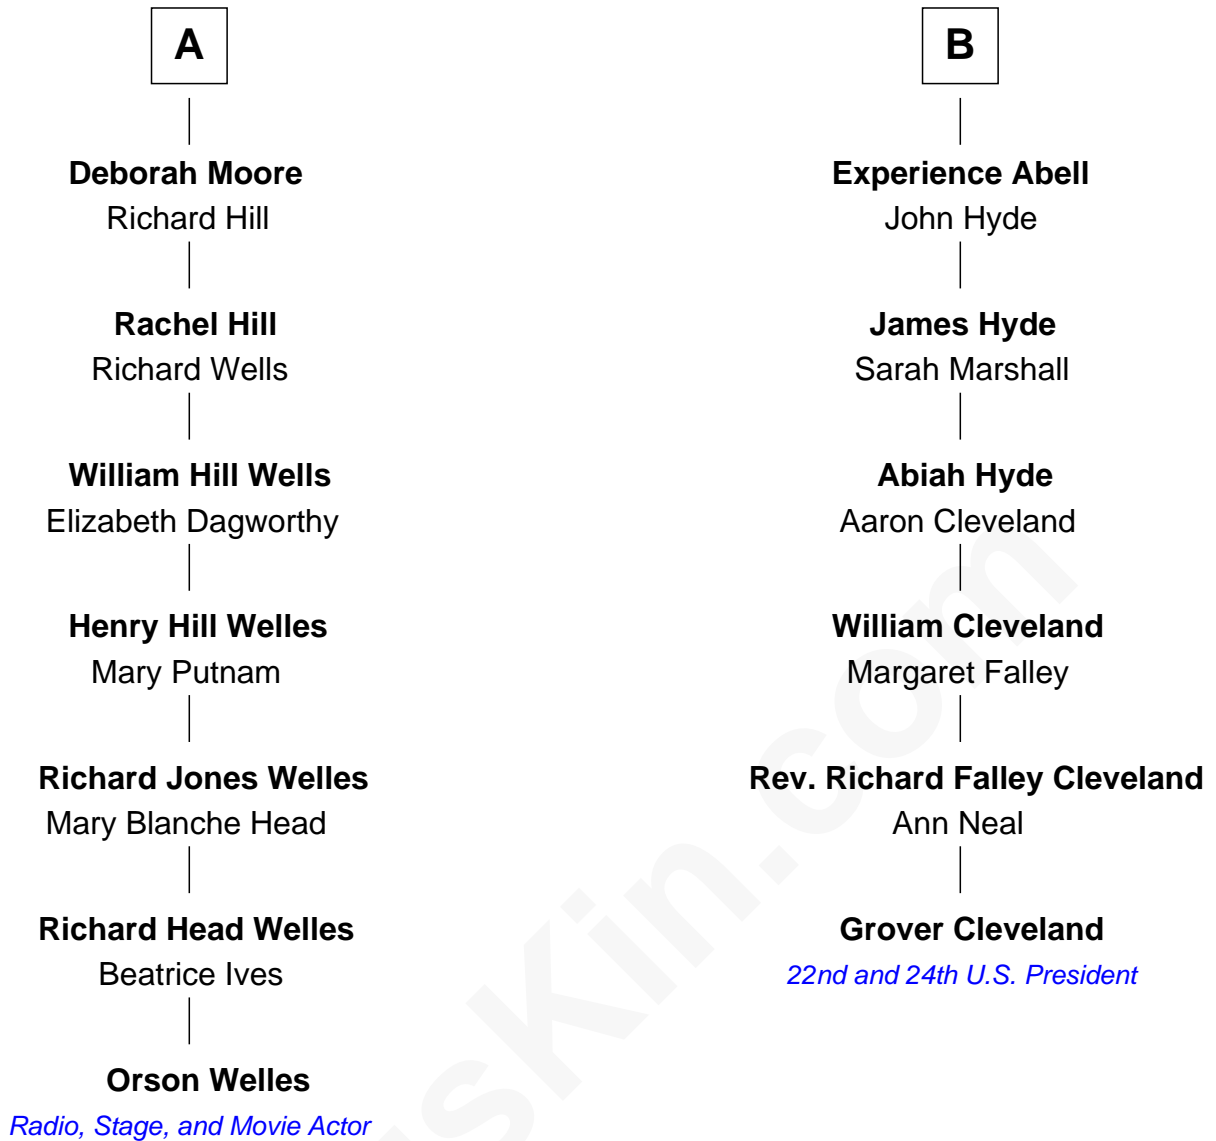 A
Deborah Moore
Richard Hill
Rachel Hill
Richard Wells
William Hill Wells
Elizabeth Dagworthy
Henry Hill Welles
Mary Putnam
Richard Jones Welles
Mary Blanche Head
Richard Head Welles
Beatrice Ives
Orson Welles
Radio, Stage, and Movie Actor
B
Experience Abell
John Hyde
James Hyde
Sarah Marshall
Abiah Hyde
Aaron Cleveland
William Cleveland
Margaret Falley
Rev. Richard Falley Cleveland
Ann Neal
Grover Cleveland
22nd and 24th U.S. President
usKin.com